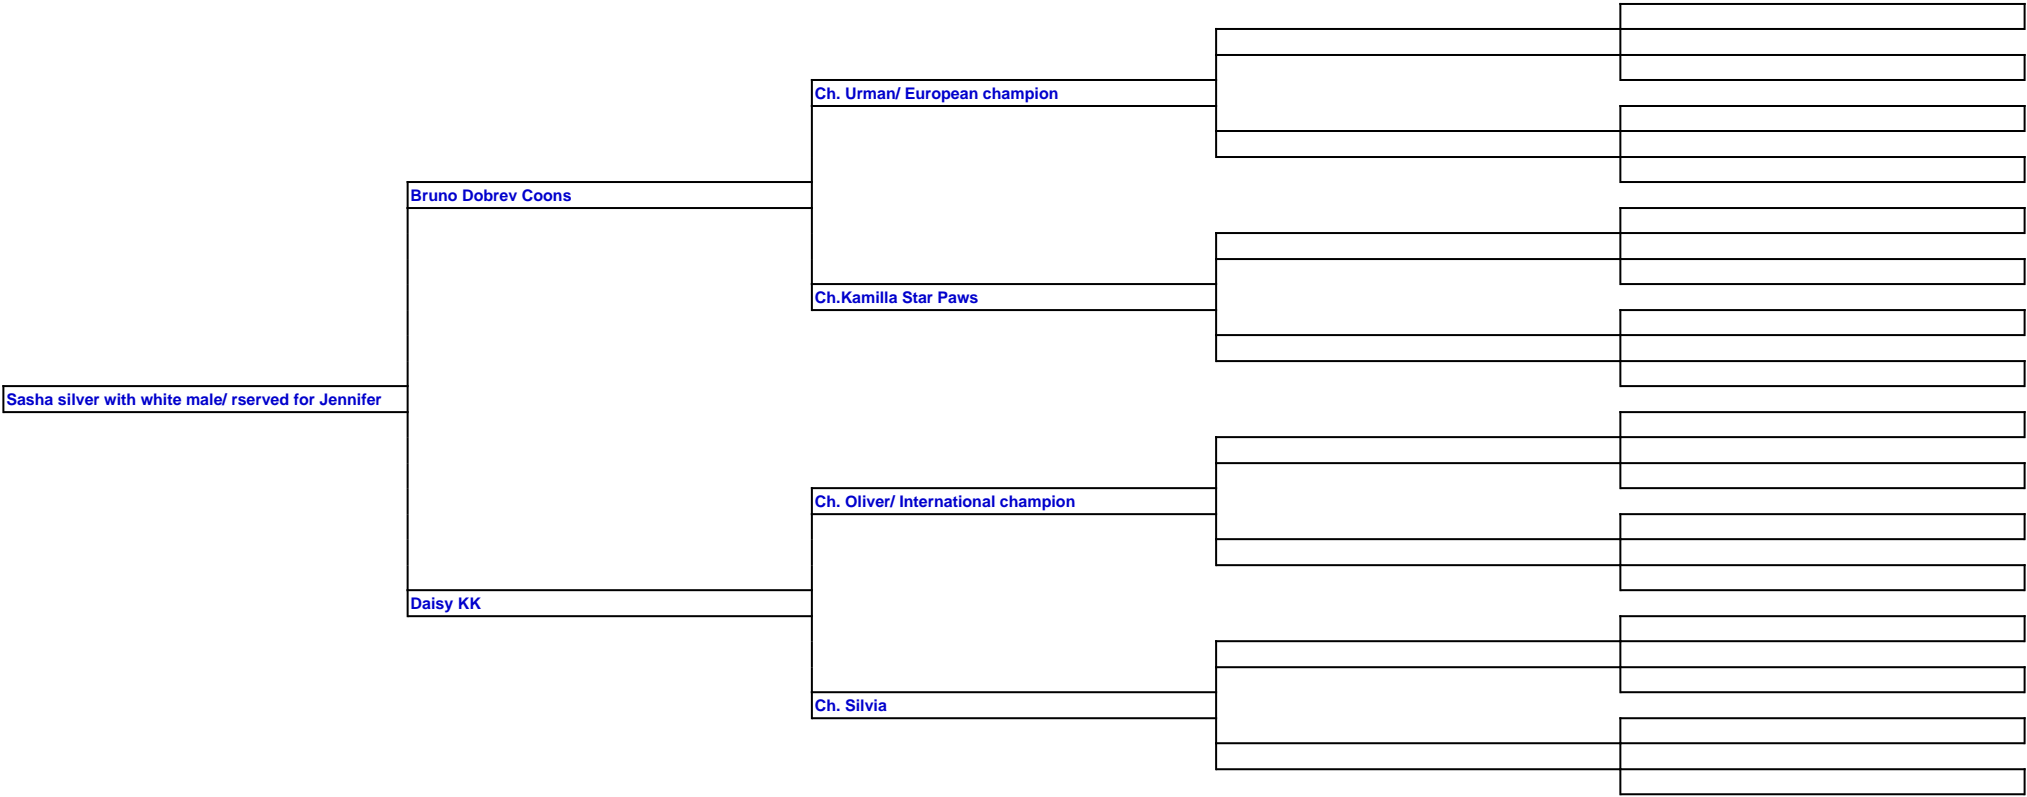 Ch. Urman/ European champion
Bruno Dobrev Coons
Ch.Kamilla Star Paws
Sasha silver with white male/ rserved for Jennifer
Ch. Oliver/ International champion
Daisy KK
Ch. Silvia